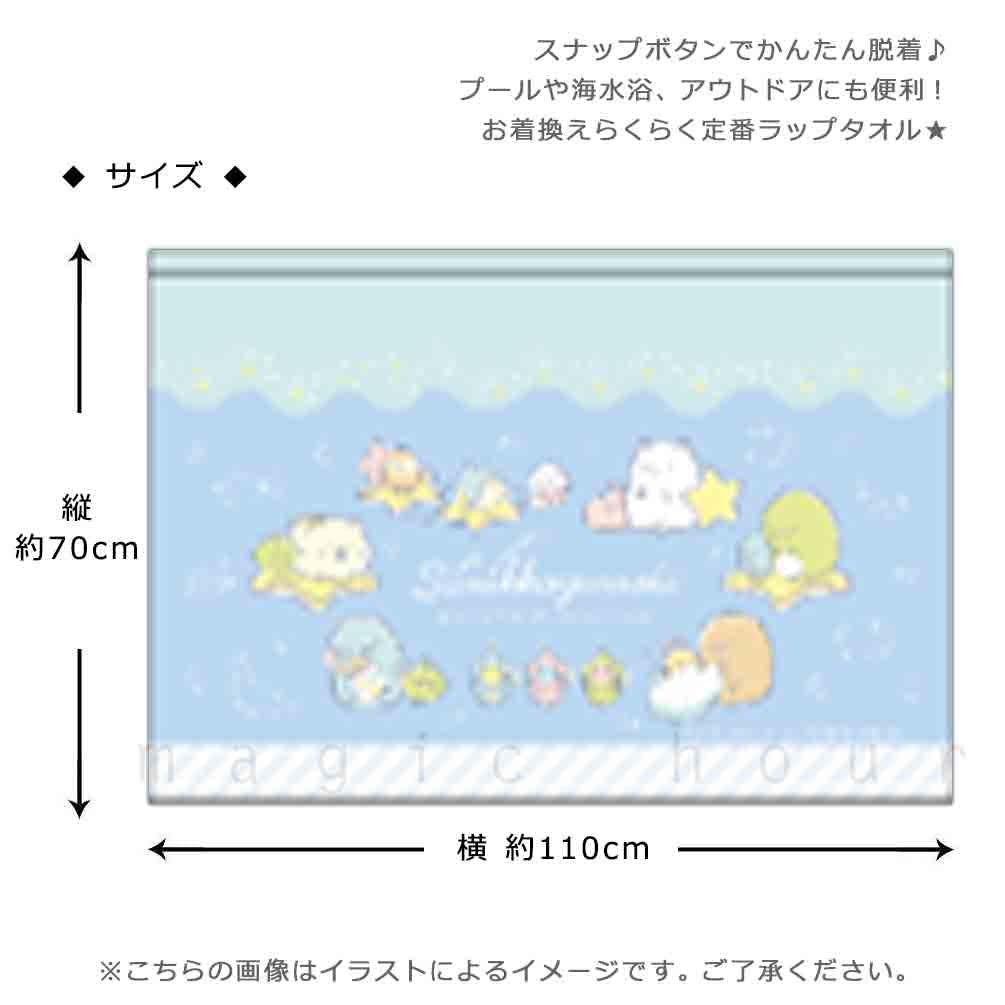 スナップボタンでかんたん脱着♪
プールや海水浴、アウトドアにも便利！
お着換えらくらく定番ラップタオル★
◆ サイズ ◆
縦
約70cm
Sumikkogurashi
magic hour
横 約110cm
※こちらの画像はイラストによるイメージです。ご了承ください。